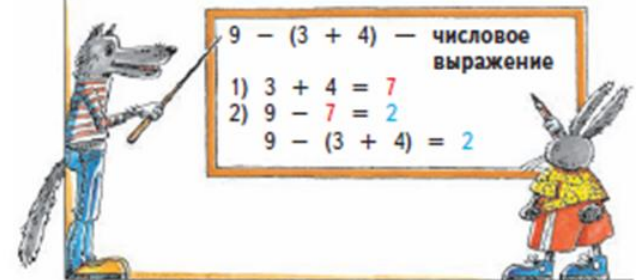 9 − (3 + 4) — числовое
выражение
1) 3 + 4 = 7
2) 9 − 7 = 2
9 − (3 + 4) = 2